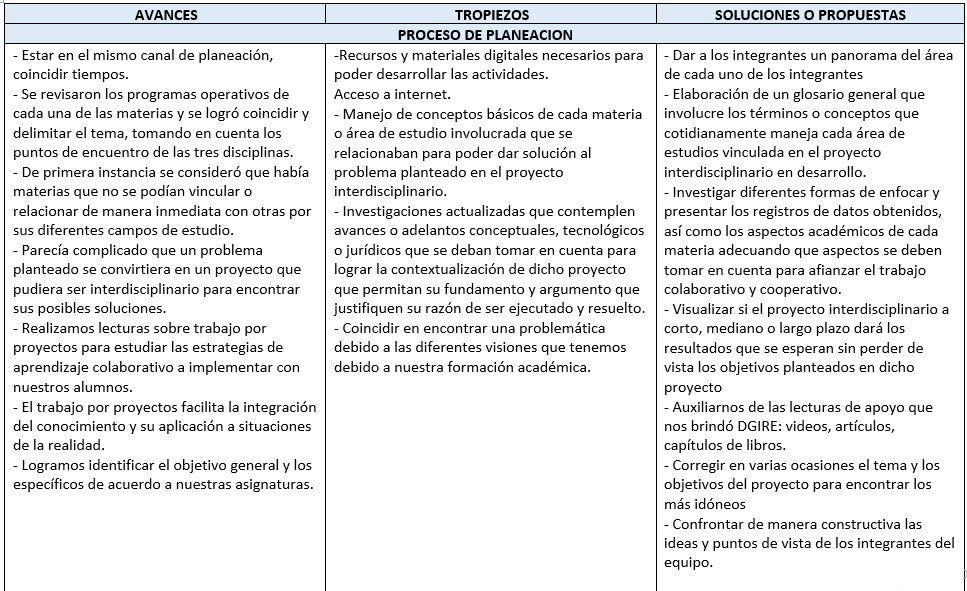 AVANCES
TROPIEZOS
SOLUCIONES O PROPUESTAS
PROCESO DE PLANEACION
- Estar en el mismo canal de planeación,
coincidir tiempos.
- Se revisaron los programas operativos de
cada una de las materias y se logró coincidir y
delimitar el tema, tomando en cuenta los
puntos de encuentro de las tres disciplinas.
- De primera instancia se consideró que había
materias que no se podían vincular o
relacionar de manera inmediata con otras por
sus diferentes campos de estudio.
- Parecía complicado que un problema
planteado se convirtiera en un proyecto que
pudiera ser interdisciplinario para encontrar
sus posibles soluciones.
- Realizamos lecturas sobre trabajo por
proyectos para estudiar las estrategias de
aprendizaje colaborativo a implementar con
nuestros alumnos.
- El trabajo por proyectos facilita la integración
del conocimiento y su aplicación a situaciones
de la realidad.
- Logramos identificar el objetivo general y los
específicos de acuerdo a nuestras asignaturas.
-Recursos y materiales digitales necesarios para
poder desarrollar las actividades.
Acceso a internet.
- Manejo de conceptos básicos de cada materia
o área de estudio involucrada que se
relacionaban para poder dar solución al
problema planteado en el proyecto
interdisciplinario.
- Investigaciones actualizadas que contemplen
avances o adelantos conceptuales, tecnológicos
o jurídicos que se deban tomar en cuenta para
lograr la contextualización de dicho proyecto
que permitan su fundamento y argumento que
justifiquen su razón de ser ejecutado y resuelto.
- Coincidir en encontrar una problemática
debido a las diferentes visiones que tenemos
debido a nuestra formación académica.
- Dar a los integrantes un panorama del área
de cada uno de los integrantes
- Elaboración de un glosario general que
involucre los términos o conceptos que
cotidianamente maneja cada área de
estudios vinculada en el proyecto
interdisciplinario en desarrollo.
- Investigar diferentes formas de enfocar y
presentar los registros de datos obtenidos,
así como los aspectos académicos de cada
materia adecuando que aspectos se deben
tomar en cuenta para afianzar el trabajo
colaborativo y cooperativo.
- Visualizar si el proyecto interdisciplinario a
corto, mediano o largo plazo dará los
resultados que se esperan sin perder de
vista los objetivos planteados en dicho
proyecto
- Auxiliarnos de las lecturas de apoyo que
nos brindó DGIRE: videos, artículos,
capítulos de libros.
- Corregir en varias ocasiones el tema y los
objetivos del proyecto para encontrar los
más idóneos
- Confrontar de manera constructiva las
ideas y puntos de vista de los integrantes del
equipo.